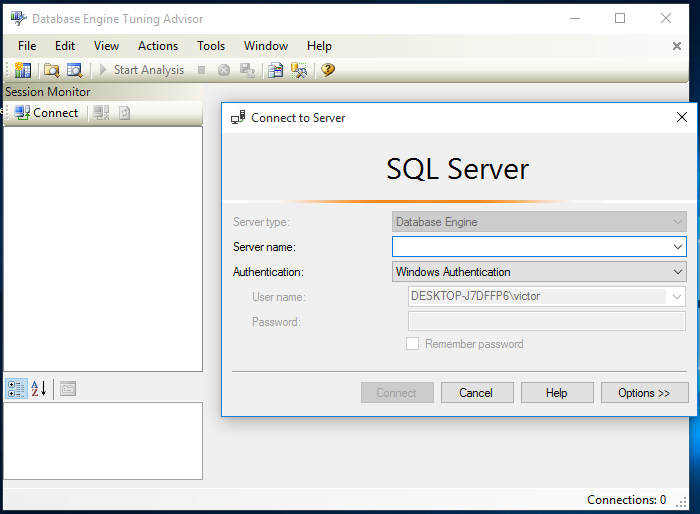 Database Engine Tuning Advisor
File Edit View Actions Tools Window Help
Start Analysis
Session Monitor
Connect
Connect to Server
SQL Server
Server type: Database Engine
Server name:
Authentication: Windows Authentication
User name: DESKTOP-J7DFFP6\victor
Password:
Remember password
Connect Cancel Help Options >>
Connections: 0